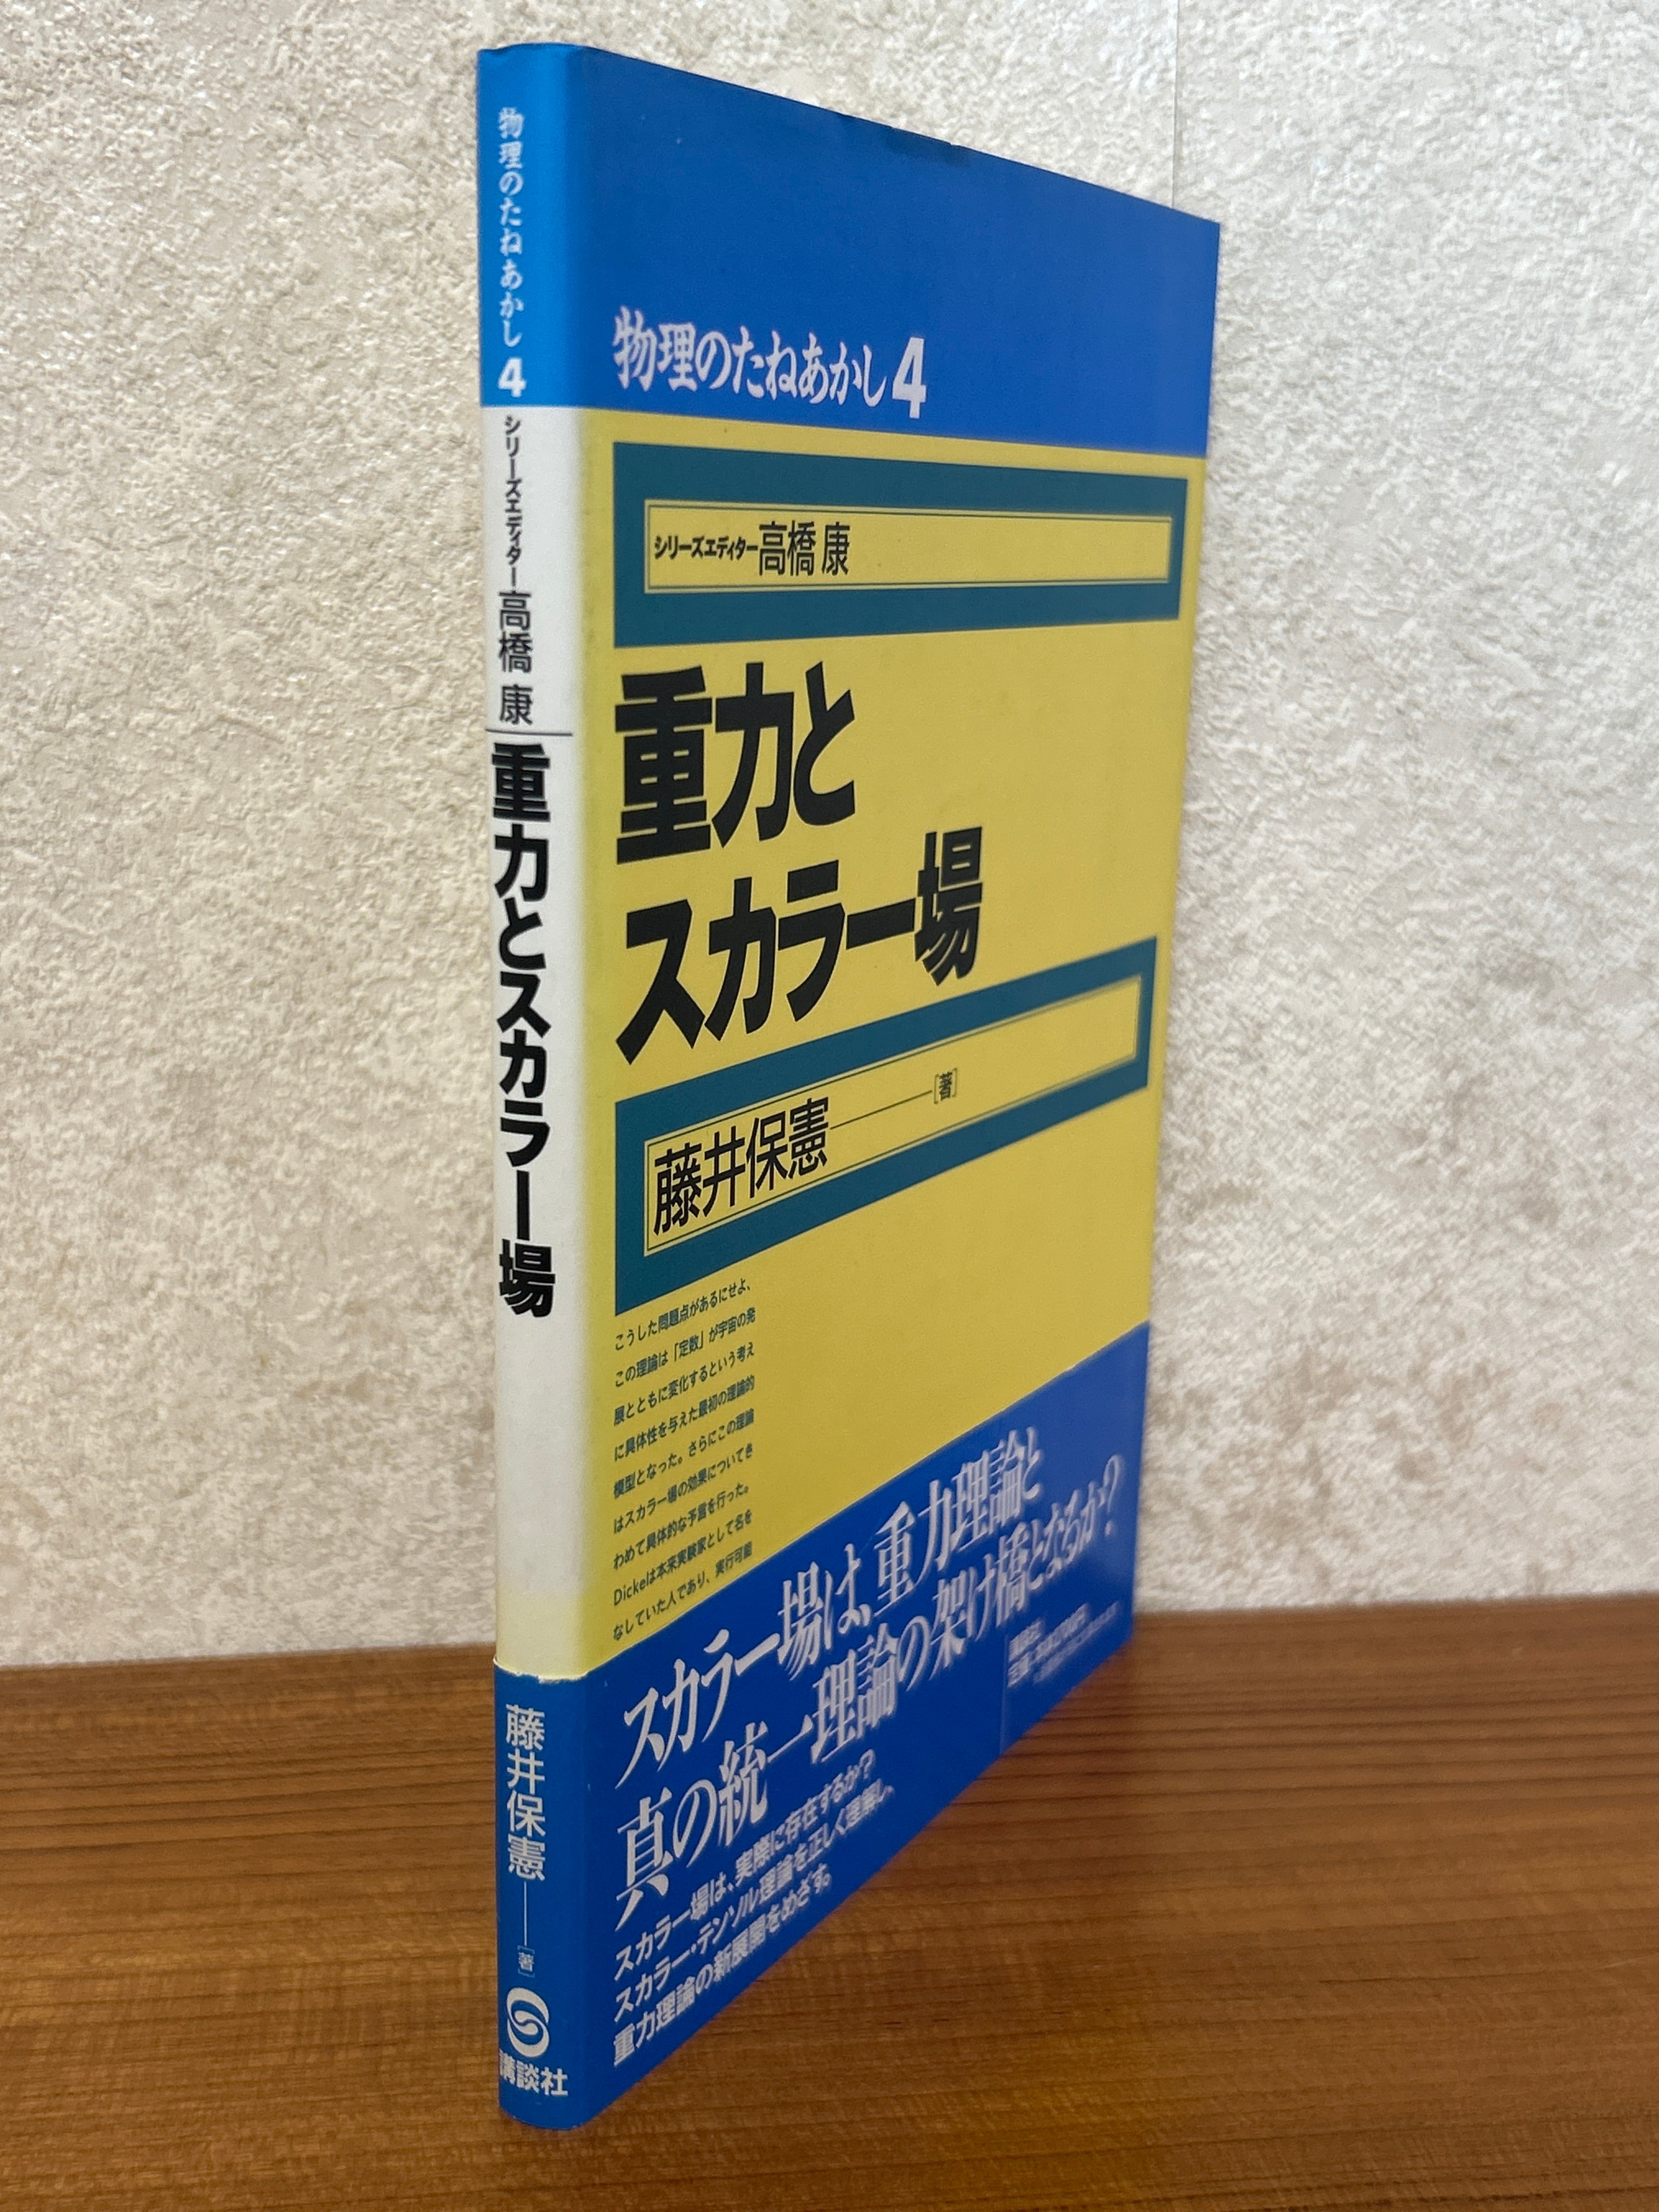 物理のたねあかし 4
シリーズエディター高橋 康
重力とスカラー場
藤井保憲 [著]
講談社
物理のたねあかし4
シリーズエディター高橋 康
重力と
スカラー場
藤井保憲 [著]
こうした問題点があるにせよ、
この理論は「定数」が宇宙の発
展とともに変化するという考え
に具体性を与えた最初の理論的
模型となった。さらにこの理論
はスカラー場の効果についてき
わめて具体的な予言を行った。
Dickeは本来実験家として名を
なしていた人であり、実行可能
スカラー場は、重力理論と
真の統一理論の架け橋となるか?
スカラー場は、実際に存在するか?
スカラー・テンソル理論を正しく理解し、
重力理論の新展開をめざす。
講談社